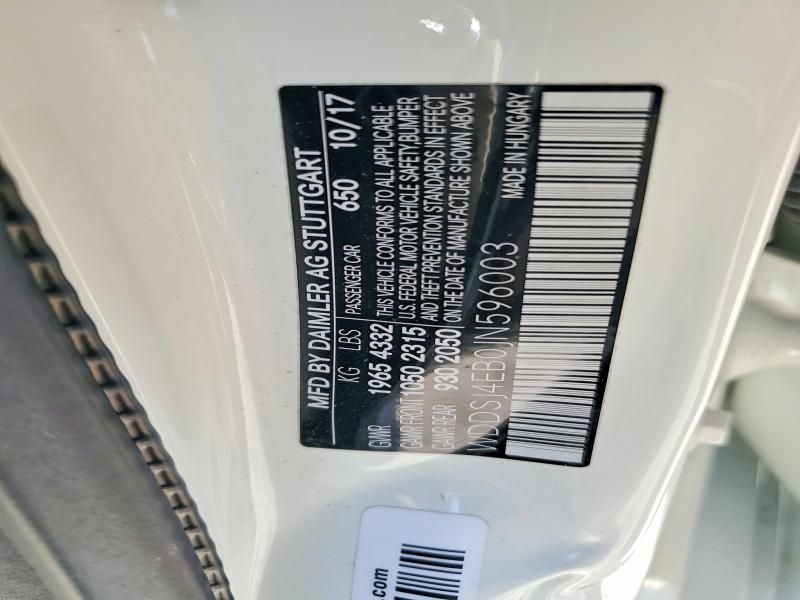 MFD BY DAIMLER AG STUTTGART
KG LBS PASSENGER CAR 650 10/17
GVWR 1965 4332 THIS VEHICLE CONFORMS TO ALL APPLICABLE
GAWR FRONT 1050 2315 U.S. FEDERAL MOTOR VEHICLE SAFETY, BUMPER
GAWR REAR 930 2050 AND THEFT PREVENTION STANDARDS IN EFFECT
ON THE DATE OF MANUFACTURE SHOWN ABOVE
WDDSJ4EB0JN596003 MADE IN HUNGARY
.com